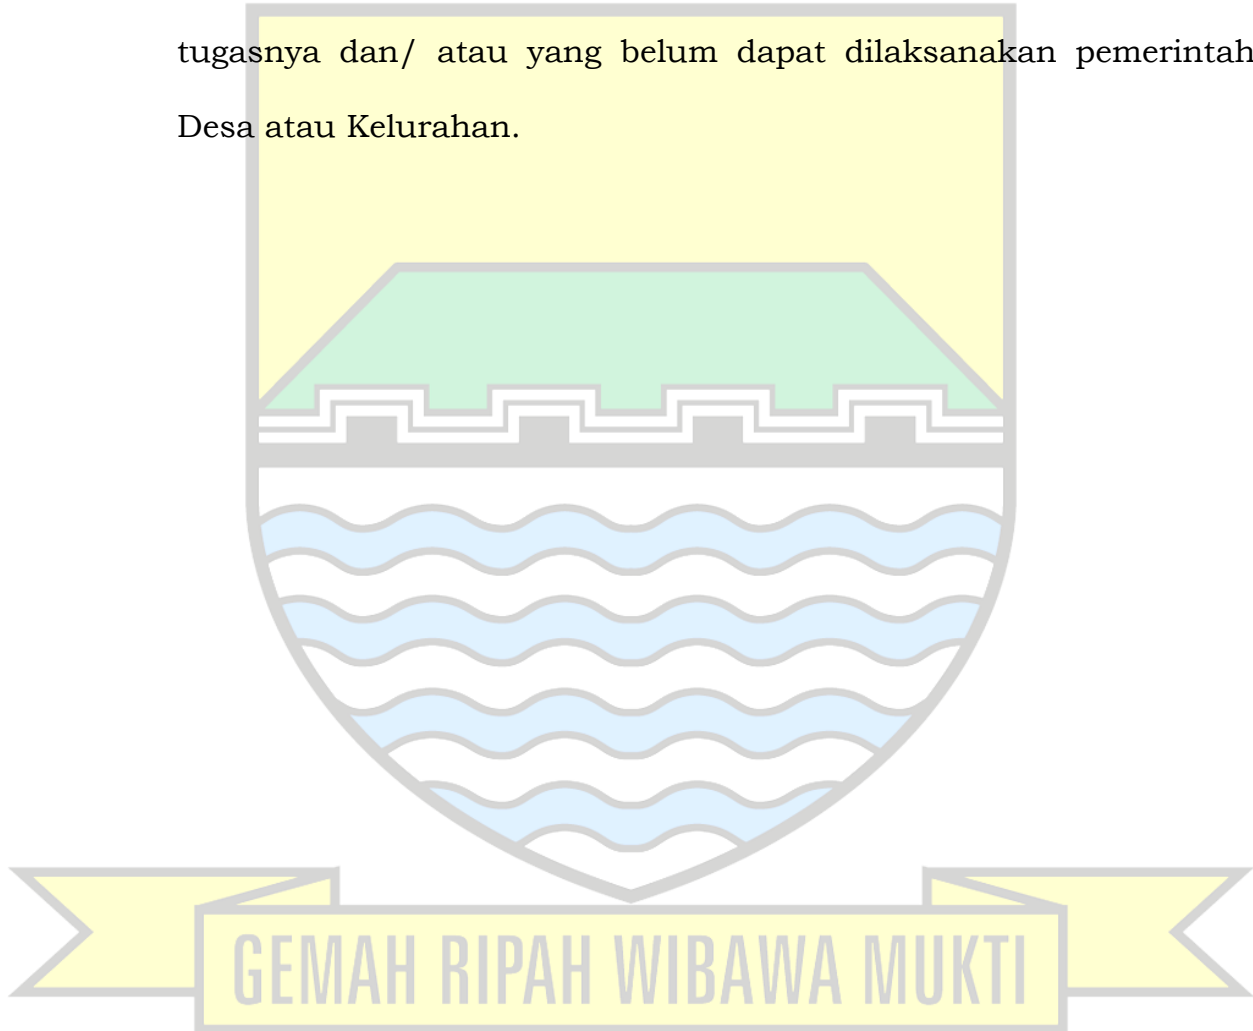 tugasnya dan/ atau yang belum dapat dilaksanakan pemerintah
Desa atau Kelurahan.
GEMAH RIPAH WIBAWA MUKTI